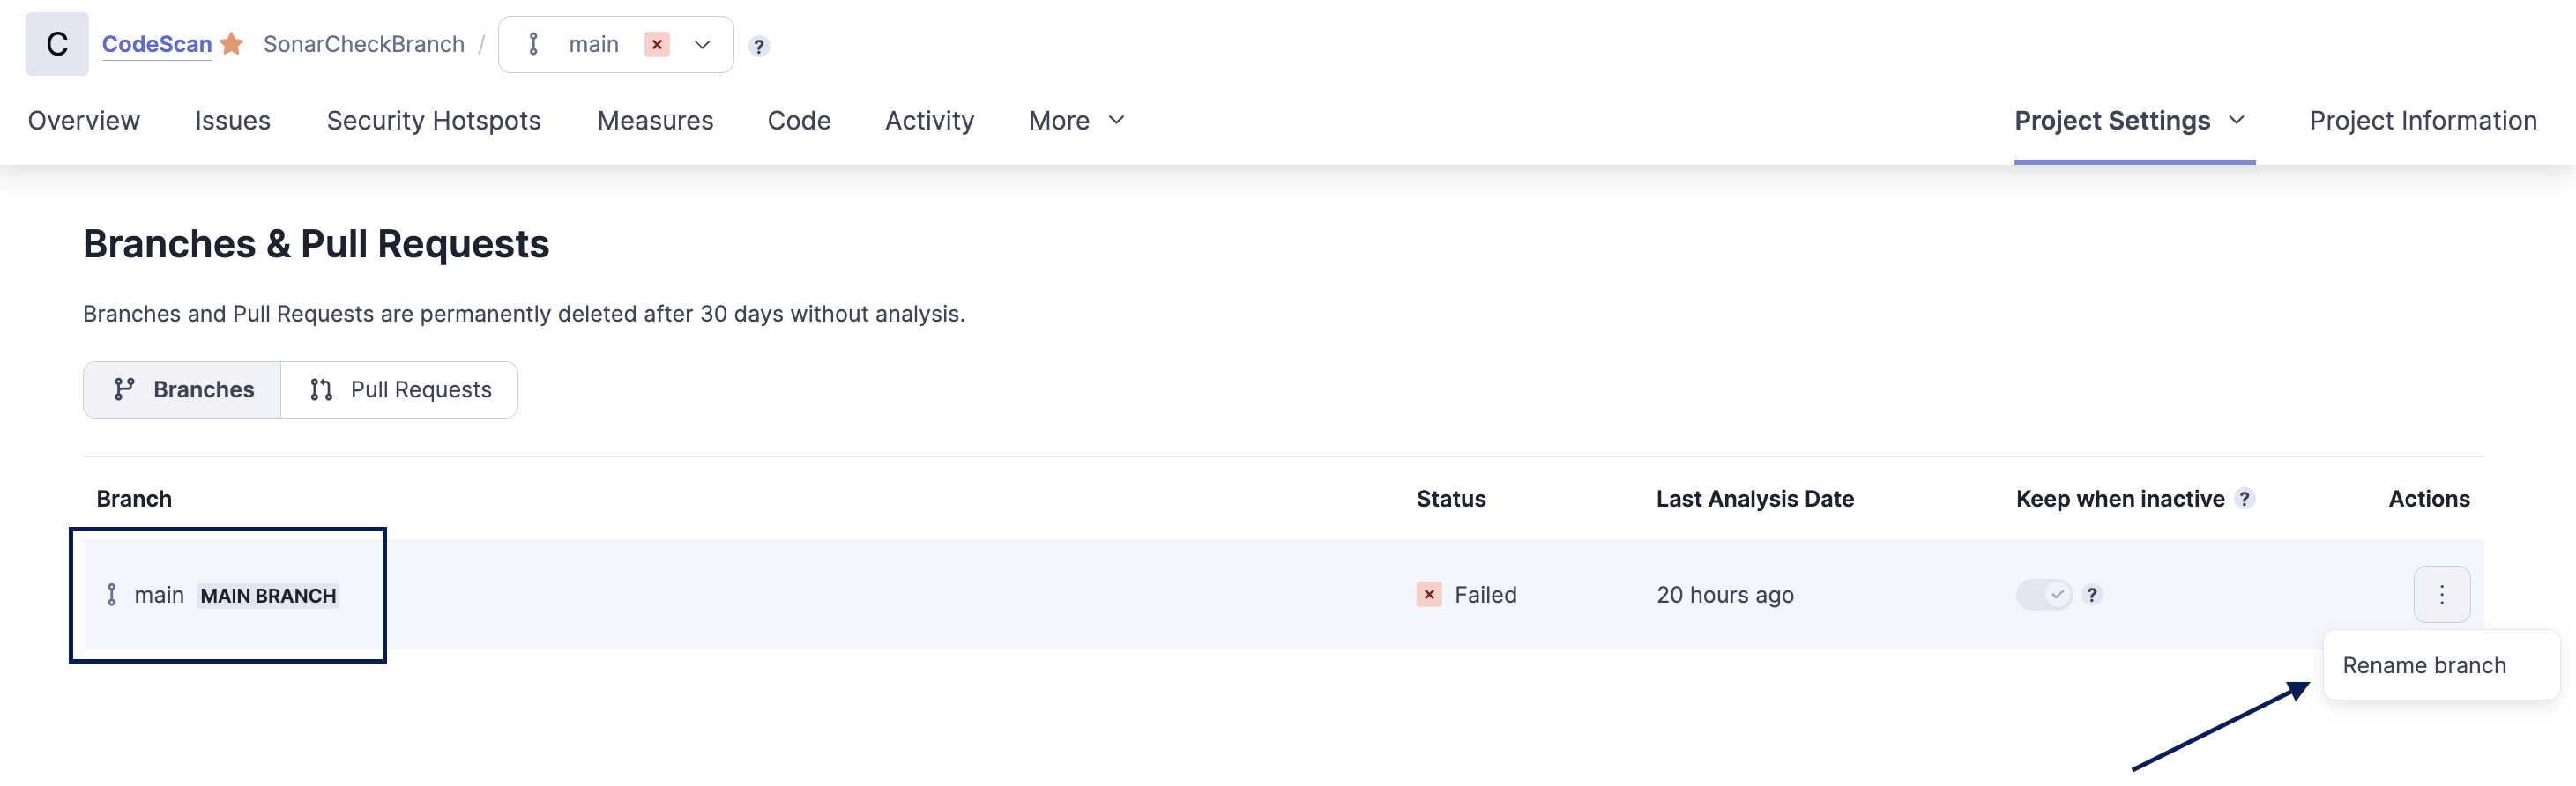 C CodeScan SonarCheckBranch / main ?
Overview Issues Security Hotspots Measures Code Activity More Project Settings Project Information
Branches & Pull Requests
Branches and Pull Requests are permanently deleted after 30 days without analysis.
Branches Pull Requests
Branch Status Last Analysis Date Keep when inactive ? Actions
main MAIN BRANCH Failed 20 hours ago ?
Rename branch